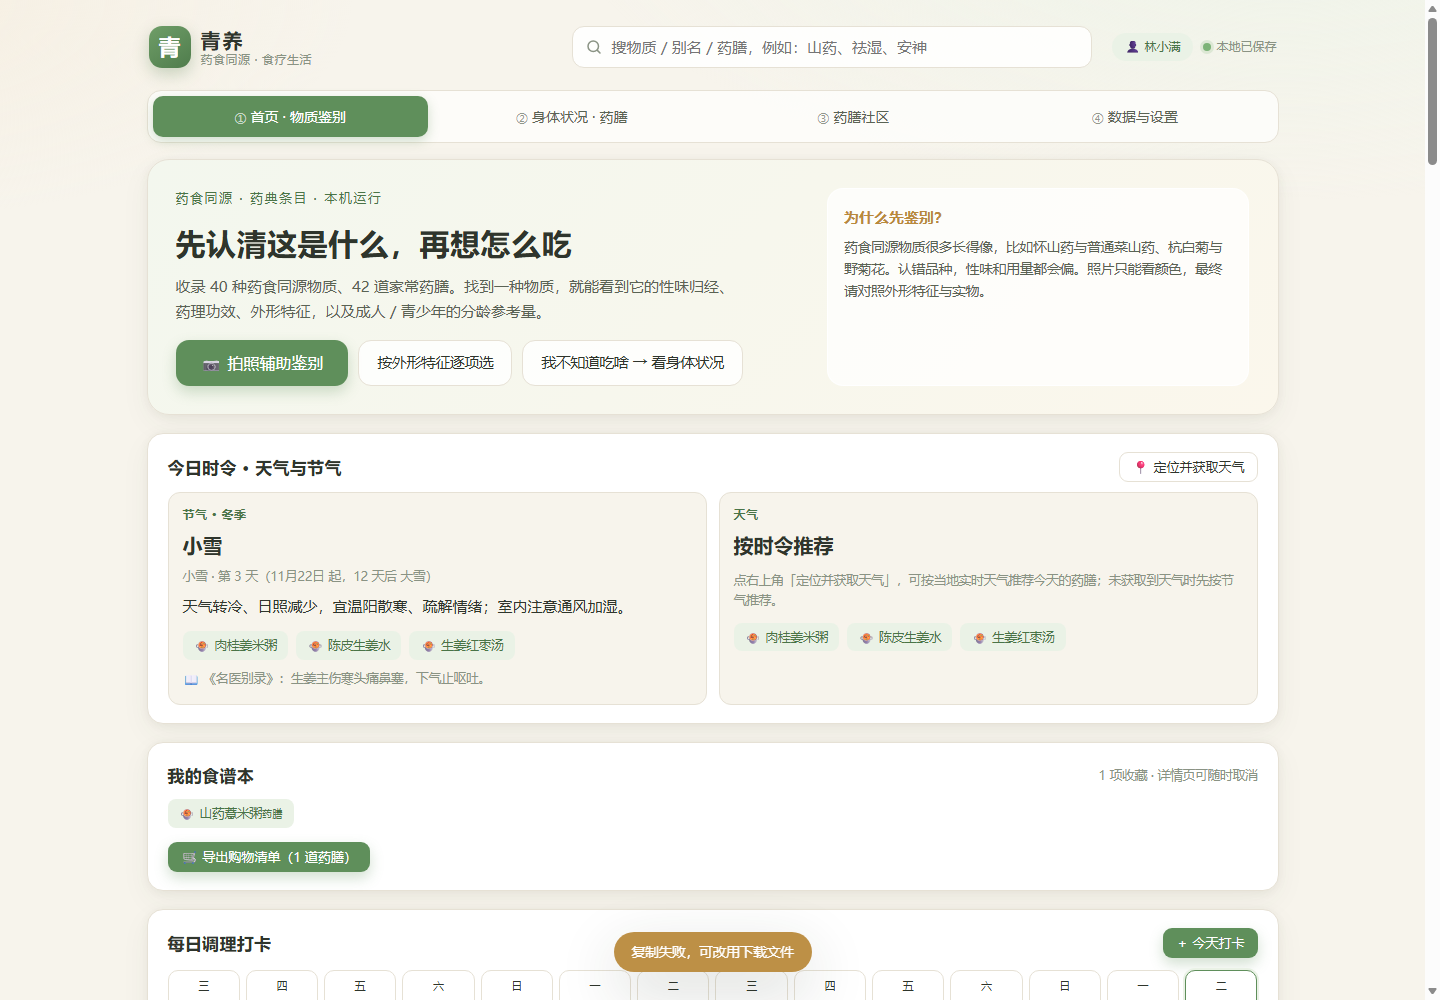 青
青养
药食同源 · 食疗生活
搜物质 / 别名 / 药膳，例如：山药、祛湿、安神
林小满
本地已保存
① 首页 · 物质鉴别
② 身体状况 · 药膳
③ 药膳社区
④ 数据与设置
药食同源 · 药典条目 · 本机运行
先认清这是什么，再想怎么吃
收录 40 种药食同源物质、42 道家常药膳。找到一种物质，就能看到它的性味归经、
药理功效、外形特征，以及成人 / 青少年的分龄参考量。
拍照辅助鉴别
按外形特征逐项选
我不知道吃啥 → 看身体状况
为什么先鉴别？
药食同源物质很多长得像，比如怀山药与普通菜山药、杭白菊与
野菊花。认错品种，性味和用量都会偏。照片只能看颜色，最终
请对照外形特征与实物。
今日时令 · 天气与节气
定位并获取天气
节气 · 冬季
小雪
小雪 · 第 3 天（11月22日 起，12 天后 大雪）
天气转冷、日照减少，宜温阳散寒、疏解情绪；室内注意通风加湿。
肉桂姜米粥
陈皮生姜水
生姜红枣汤
《名医别录》：生姜主伤寒头痛鼻塞，下气止呕吐。
天气
按时令推荐
点右上角「定位并获取天气」，可按当地实时天气推荐今天的药膳；未获取到天气时先按节
气推荐。
肉桂姜米粥
陈皮生姜水
生姜红枣汤
我的食谱本
1 项收藏 · 详情页可随时取消
山药薏米粥药膳
导出购物清单（1 道药膳）
每日调理打卡
+ 今天打卡
复制失败，可改用下载文件
三
四
五
六
日
一
二
三
四
五
六
日
一
二